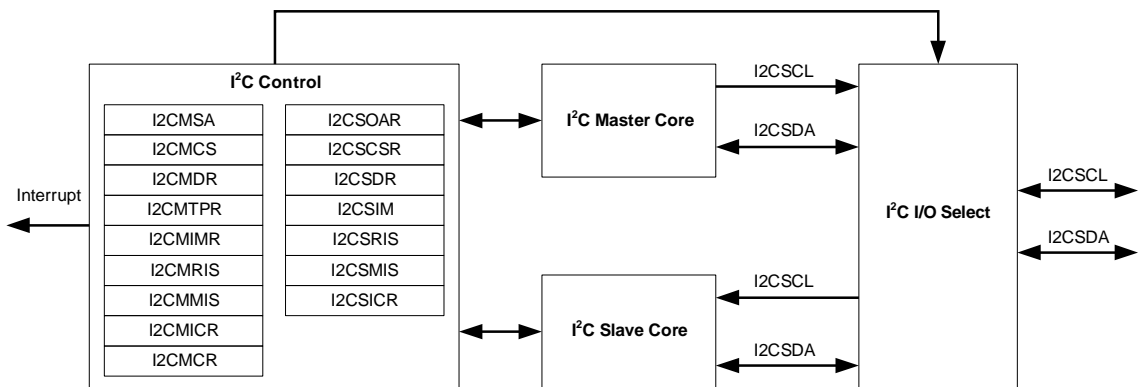 I²C Control
I2CMSA
I2CMCS
I2CMDR
I2CMTPR
I2CMIMR
I2CMRIS
I2CMMIS
I2CMICR
I2CMCR
I2CSOAR
I2CSCSR
I2CSDR
I2CSIM
I2CSRIS
I2CSMIS
I2CSICR
Interrupt
I²C Master Core
I2CSCL
I2CSDA
I²C Slave Core
I2CSCL
I2CSDA
I²C I/O Select
I2CSCL
I2CSDA